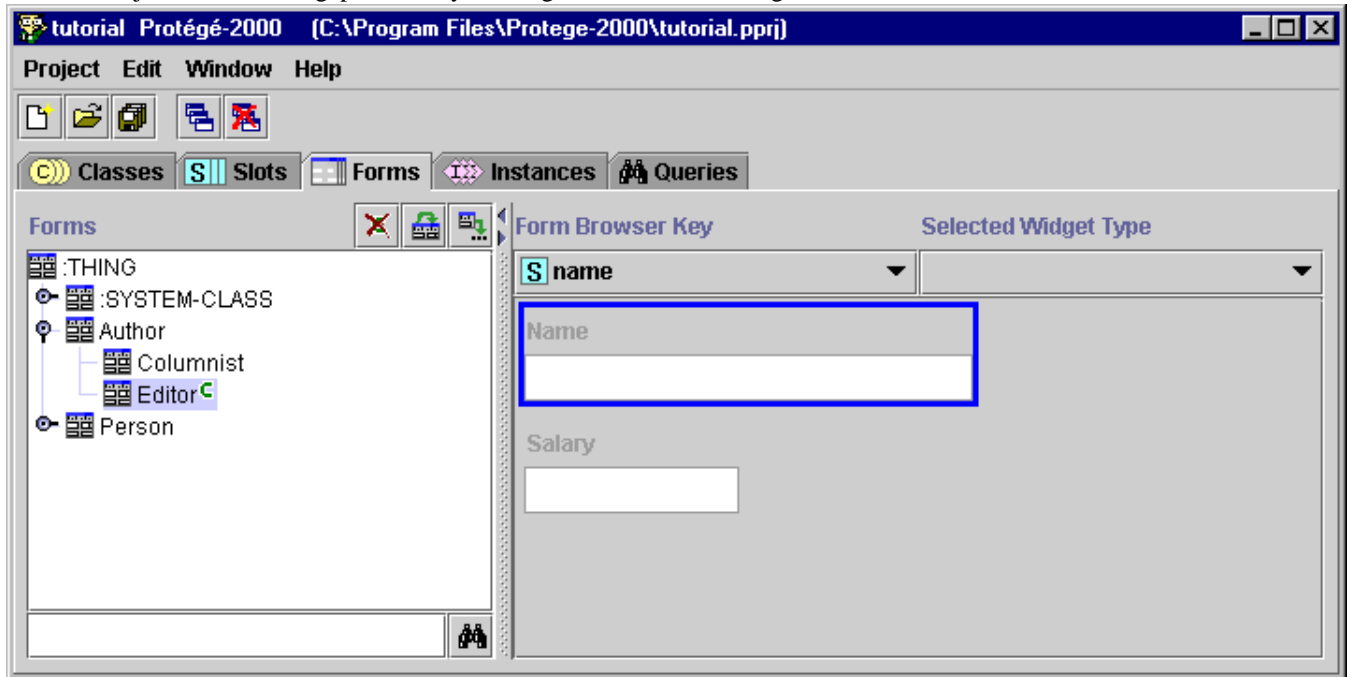 tutorial Protégé-2000 (C:\Program Files\Protege-2000\tutorial.pprj)
Project Edit Window Help
C Classes S Slots Forms I Instances Queries
Forms
Form Browser Key Selected Widget Type
:THING
S name
:SYSTEM-CLASS
Author
Name
Columnist
Editor C
Person
Salary